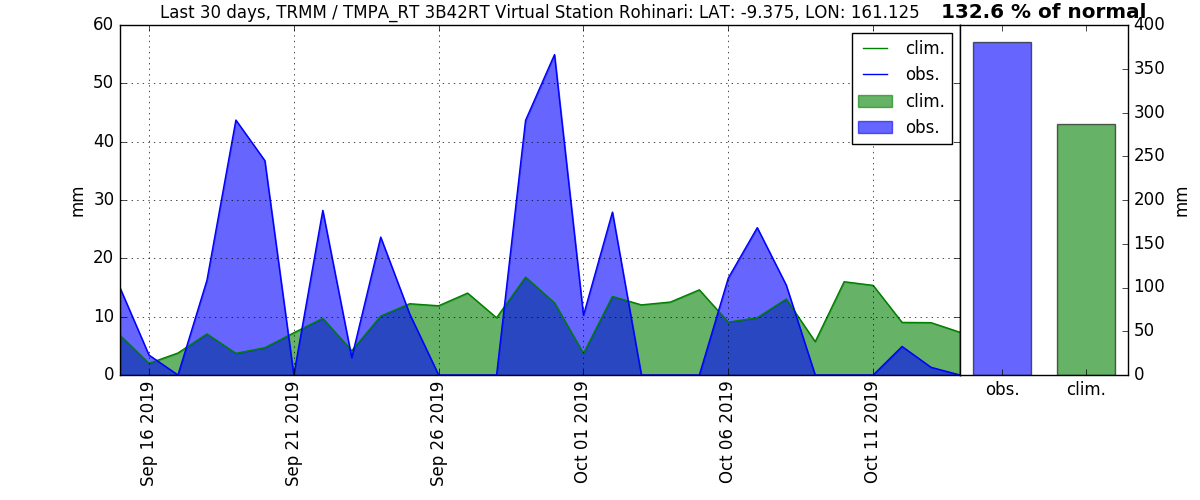 Last 30 days, TRMM / TMPA_RT 3B42RT Virtual Station Rohinari: LAT: -9.375, LON: 161.125
132.6 % of normal
60
50
40
30
20
10
0
mm
clim.
obs.
clim.
obs.
Sep 16 2019
Sep 21 2019
Sep 26 2019
Oct 01 2019
Oct 06 2019
Oct 11 2019
400
350
300
250
200
150
100
50
0
mm
obs.
clim.